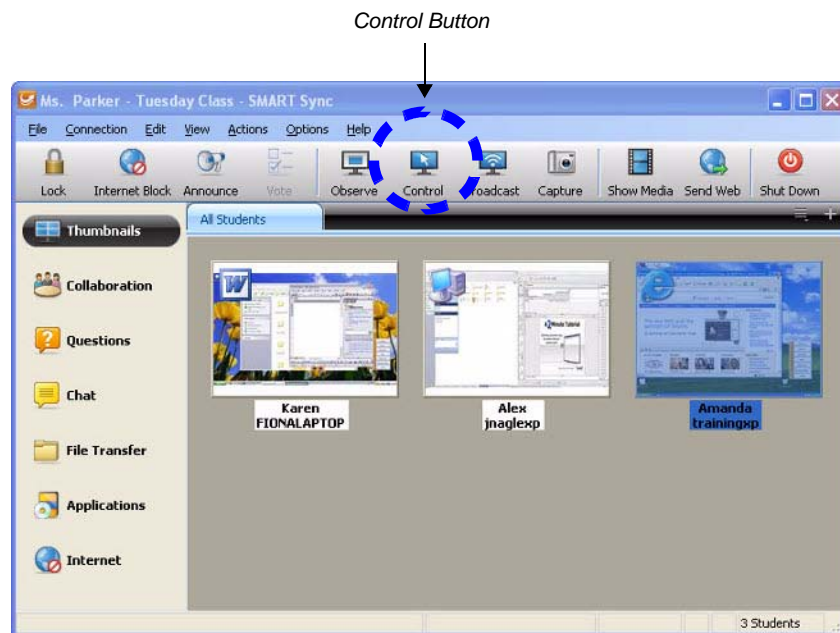 Control Button
Ms. Parker - Tuesday Class - SMART Sync
File Connection Edit View Actions Options Help
Lock Internet Block Announce Vote Observe Control Broadcast Capture Show Media Send Web Shut Down
Thumbnails
All Students
Collaboration
Questions
Chat
File Transfer
Applications
Internet
Karen
FIONALAPTOP
Alex
jnaglexp
Amanda
trainingxp
3 Students